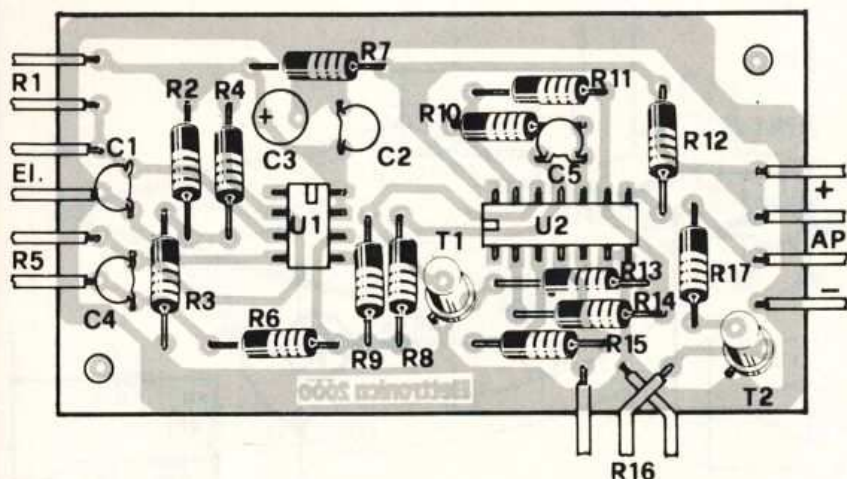 R7
R11
R1
R2
R4
R10
R12
C1
C3
C2
C5
El.
+
U1
U2
T1
AP
R5
R3
R13
R17
C4
R14
R6
–
R9
R8
R15
T2
Elettronica 2000
R16
+